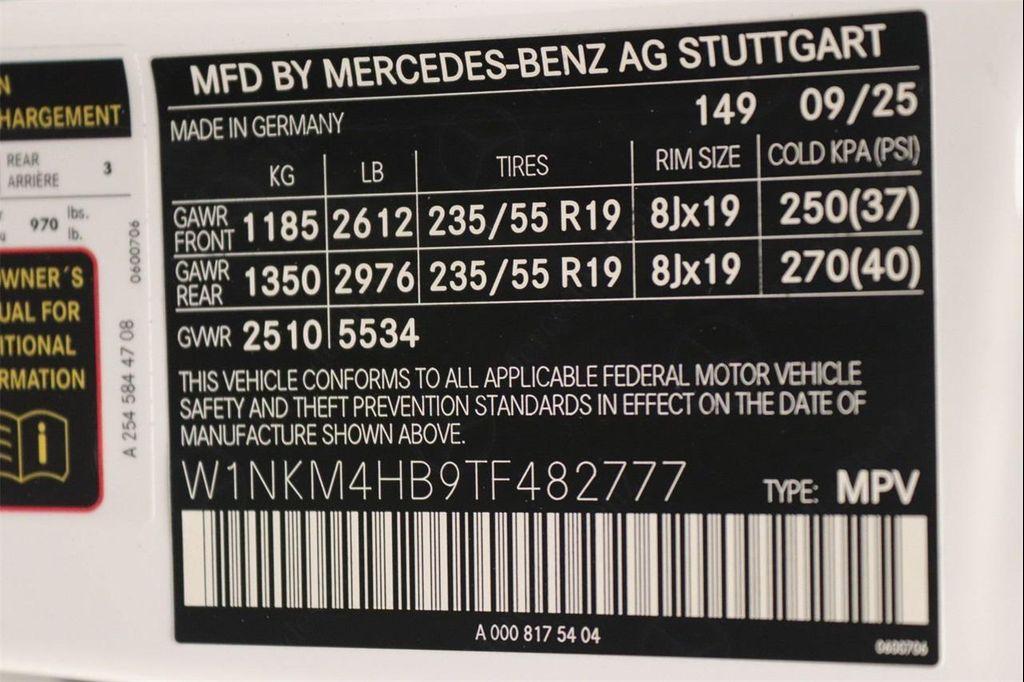 N
HARGEMENT
REAR
ARRIÈRE 3
970 lbs.
lb.
0600706
OWNER´S
UAL FOR
ITIONAL
RMATION
i
A 254 584 47 08
MFD BY MERCEDES-BENZ AG STUTTGART
MADE IN GERMANY 149 09/25
KG LB TIRES RIM SIZE COLD KPA(PSI)
GAWR FRONT 1185 2612 235/55 R19 8Jx19 250(37)
GAWR REAR 1350 2976 235/55 R19 8Jx19 270(40)
GVWR 2510 5534
THIS VEHICLE CONFORMS TO ALL APPLICABLE FEDERAL MOTOR VEHICLE
SAFETY AND THEFT PREVENTION STANDARDS IN EFFECT ON THE DATE OF
MANUFACTURE SHOWN ABOVE.
W1NKM4HB9TF482777 TYPE: MPV
A 000 817 54 04
0600706